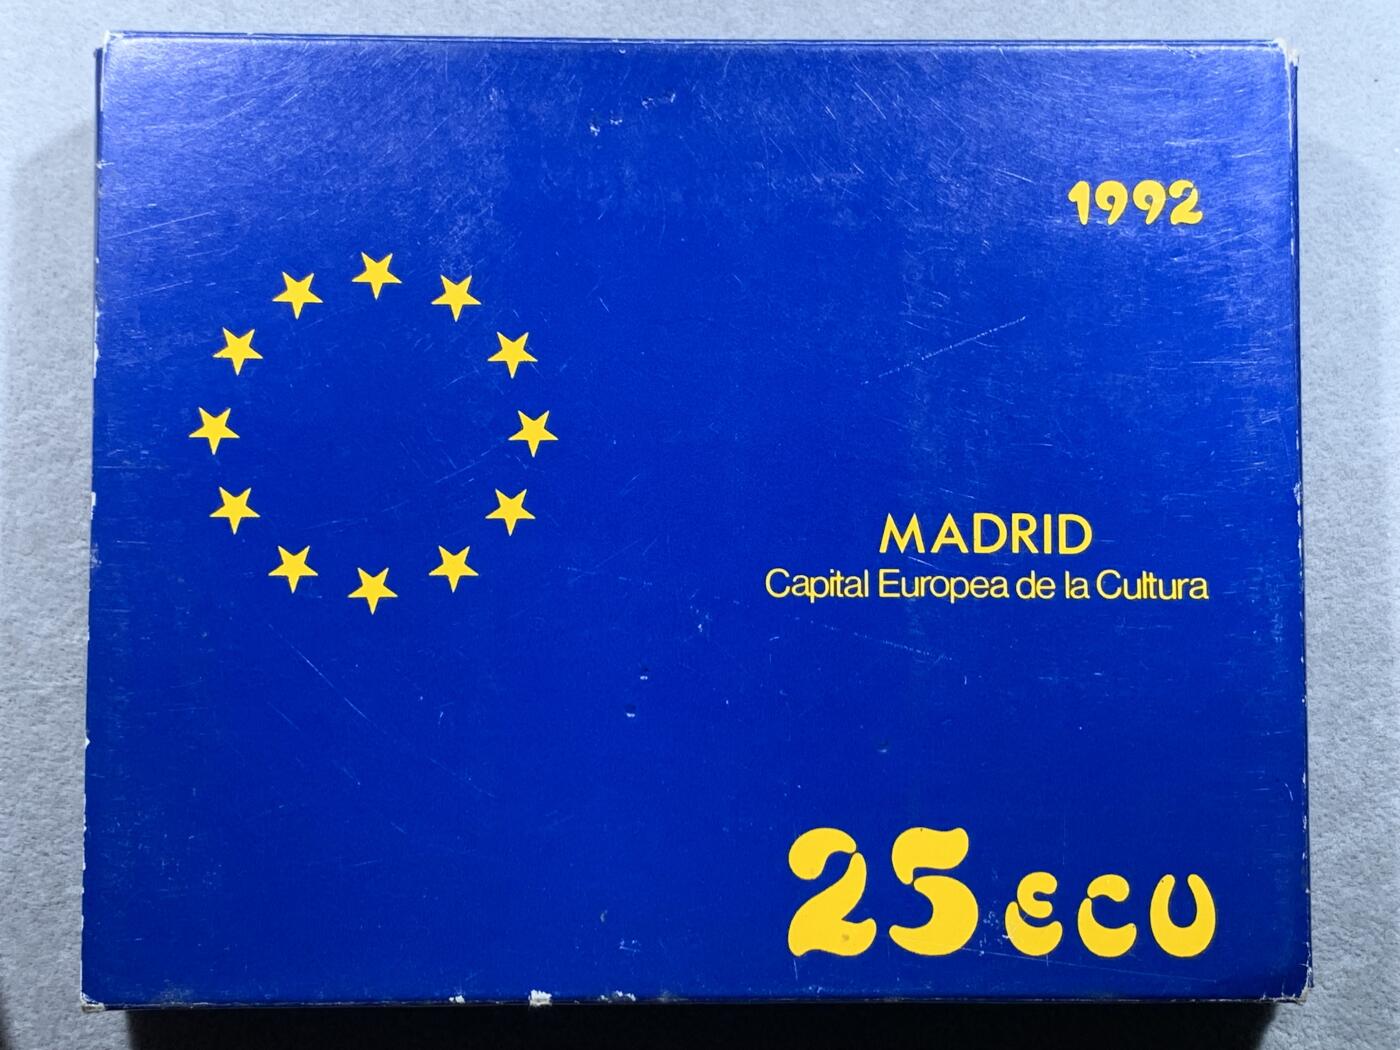 1992
MADRID
Capital Europea de la Cultura
25 ECU